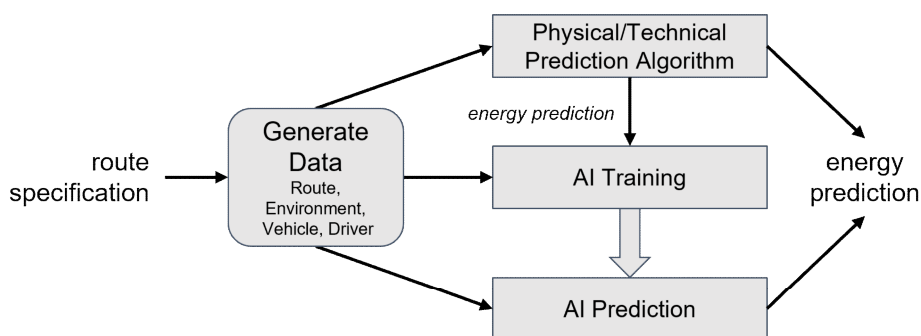 Physical/Technical
Prediction Algorithm
energy prediction
Generate
Data
Route,
Environment,
Vehicle, Driver
route
specification
AI Training
energy
prediction
AI Prediction